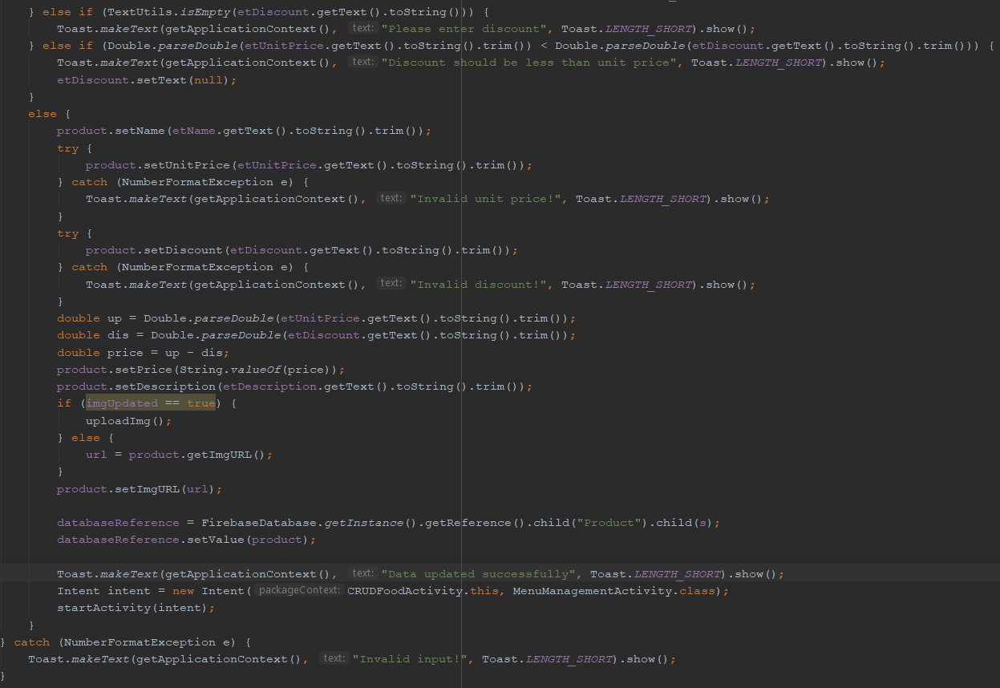 } else if (TextUtils.isEmpty(etDiscount.getText().toString())) {
Toast.makeText(getApplicationContext(), text: "Please enter discount", Toast.LENGTH_SHORT).show();
} else if (Double.parseDouble(etUnitPrice.getText().toString().trim()) < Double.parseDouble(etDiscount.getText().toString().trim())) {
Toast.makeText(getApplicationContext(), text: "Discount should be less than unit price", Toast.LENGTH_SHORT).show();
etDiscount.setText(null);
}
else {
product.setName(etName.getText().toString().trim());
try {
product.setUnitPrice(etUnitPrice.getText().toString().trim());
} catch (NumberFormatException e) {
Toast.makeText(getApplicationContext(), text: "Invalid unit price!", Toast.LENGTH_SHORT).show();
}
try {
product.setDiscount(etDiscount.getText().toString().trim());
} catch (NumberFormatException e) {
Toast.makeText(getApplicationContext(), text: "Invalid discount!", Toast.LENGTH_SHORT).show();
}
double up = Double.parseDouble(etUnitPrice.getText().toString().trim());
double dis = Double.parseDouble(etDiscount.getText().toString().trim());
double price = up - dis;
product.setPrice(String.valueOf(price));
product.setDescription(etDescription.getText().toString().trim());
if (imgUpdated == true) {
uploadImg();
} else {
url = product.getImgURL();
}
product.setImgURL(url);
databaseReference = FirebaseDatabase.getInstance().getReference().child("Product").child(s);
databaseReference.setValue(product);
Toast.makeText(getApplicationContext(), text: "Data updated successfully", Toast.LENGTH_SHORT).show();
Intent intent = new Intent( packageContext: CRUDFoodActivity.this, MenuManagementActivity.class);
startActivity(intent);
}
} catch (NumberFormatException e) {
Toast.makeText(getApplicationContext(), text: "Invalid input!", Toast.LENGTH_SHORT).show();
}